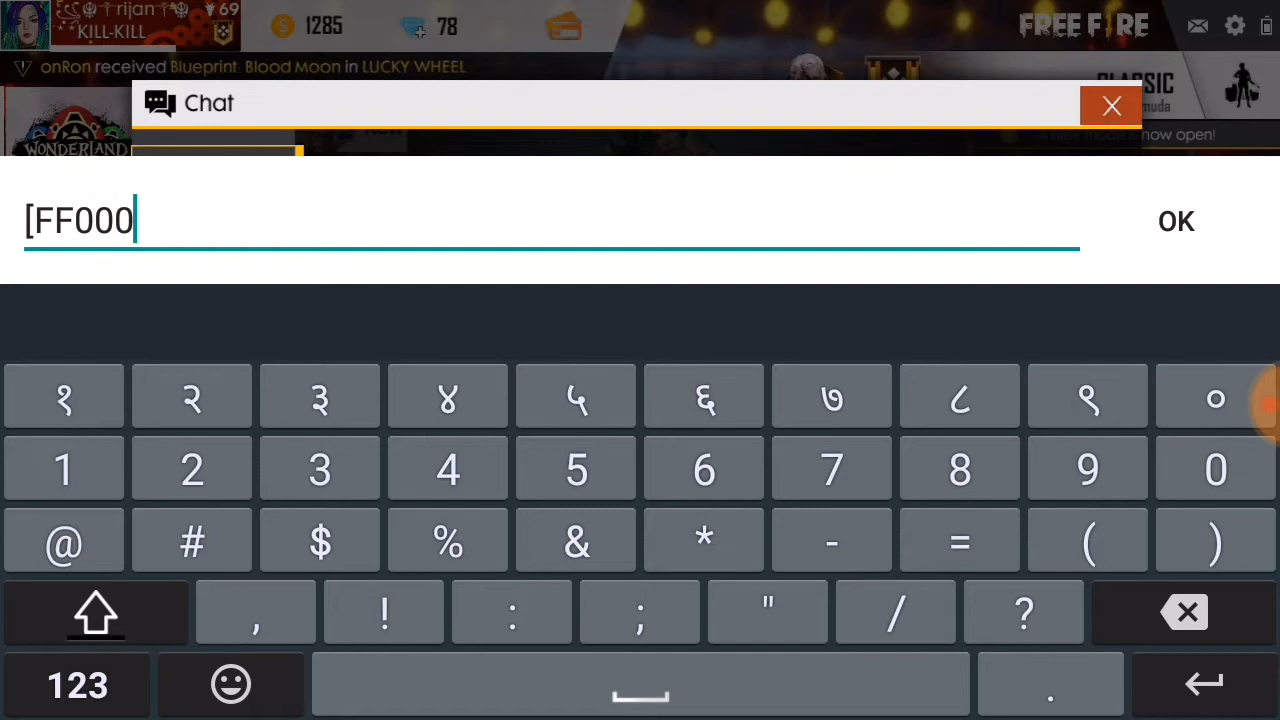 rijan 69
KILL-KILL
1285
78
FREE FIRE
onRon received Blueprint: Blood Moon in LUCKY WHEEL
Chat
X
now open!
WONDERLAND
[FF000
OK
१ २ ३ ४ ५ ६ ७ ८ ९ ०
1 2 3 4 5 6 7 8 9 0
@ # $ % & * - = ( )
, ! : ; " / ?
123 .